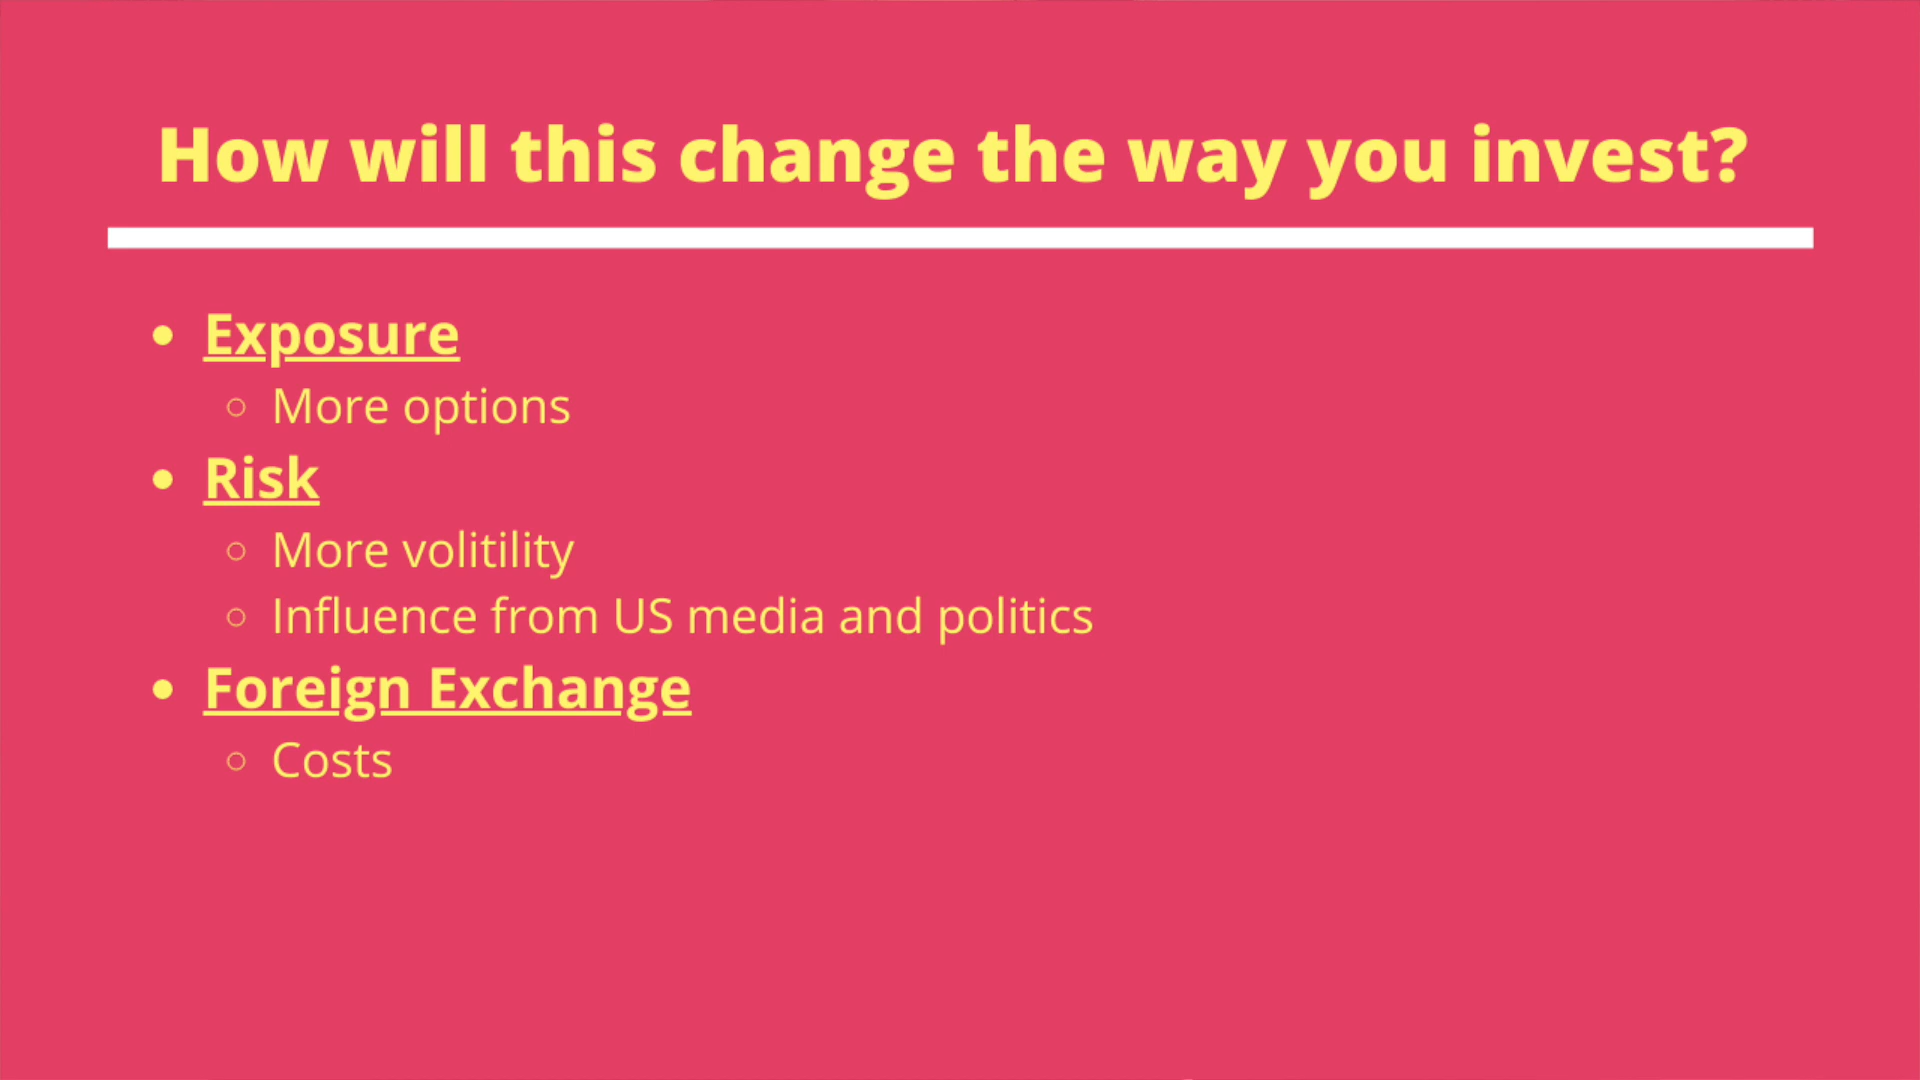 How will this change the way you invest?
• Exposure
◦ More options
• Risk
◦ More volitility
◦ Influence from US media and politics
• Foreign Exchange
◦ Costs